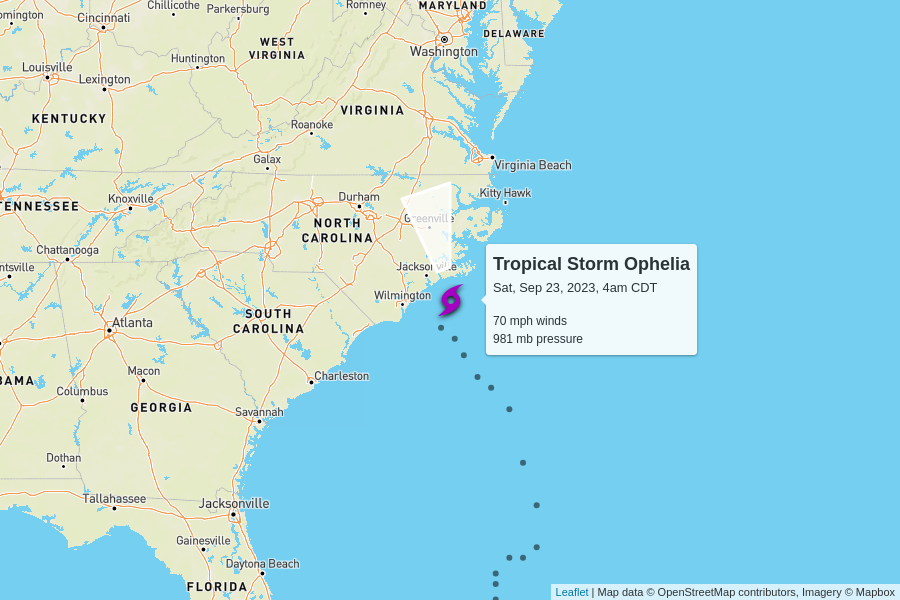 Romney
MARYLAND
Chillicothe
Parkersburg
Cincinnati
DELAWARE
WEST
VIRGINIA
Washington
Huntington
Louisville
Lexington
VIRGINIA
KENTUCKY
Roanoke
Galax
Virginia Beach
Kitty Hawk
Durham
Knoxville
TENNESSEE
Greenville
NORTH
CAROLINA
Chattanooga
Jacksonville
Wilmington
Tropical Storm Ophelia
Sat, Sep 23, 2023, 4am CDT
70 mph winds
981 mb pressure
SOUTH
CAROLINA
Atlanta
Macon
Charleston
Columbus
GEORGIA
Savannah
Dothan
Tallahassee
Jacksonville
Gainesville
Daytona Beach
FLORIDA
Leaflet | Map data © OpenStreetMap contributors, Imagery © Mapbox